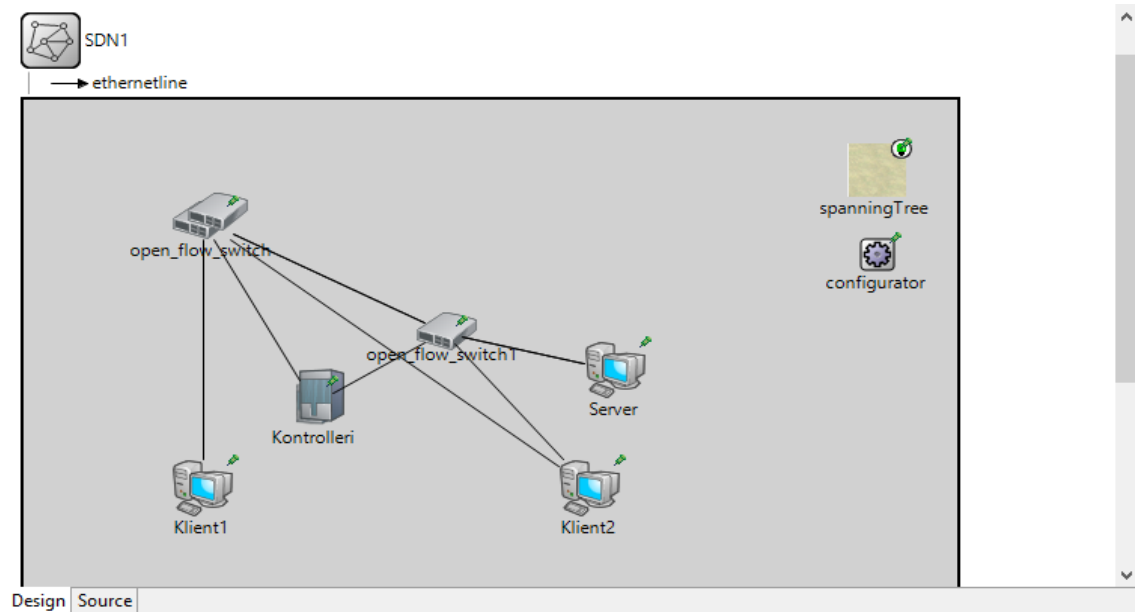 SDN1
ethernetline
spanningTree
open_flow_switch
configurator
open_flow_switch1
Server
Kontrolleri
Klient1
Klient2
Design
Source